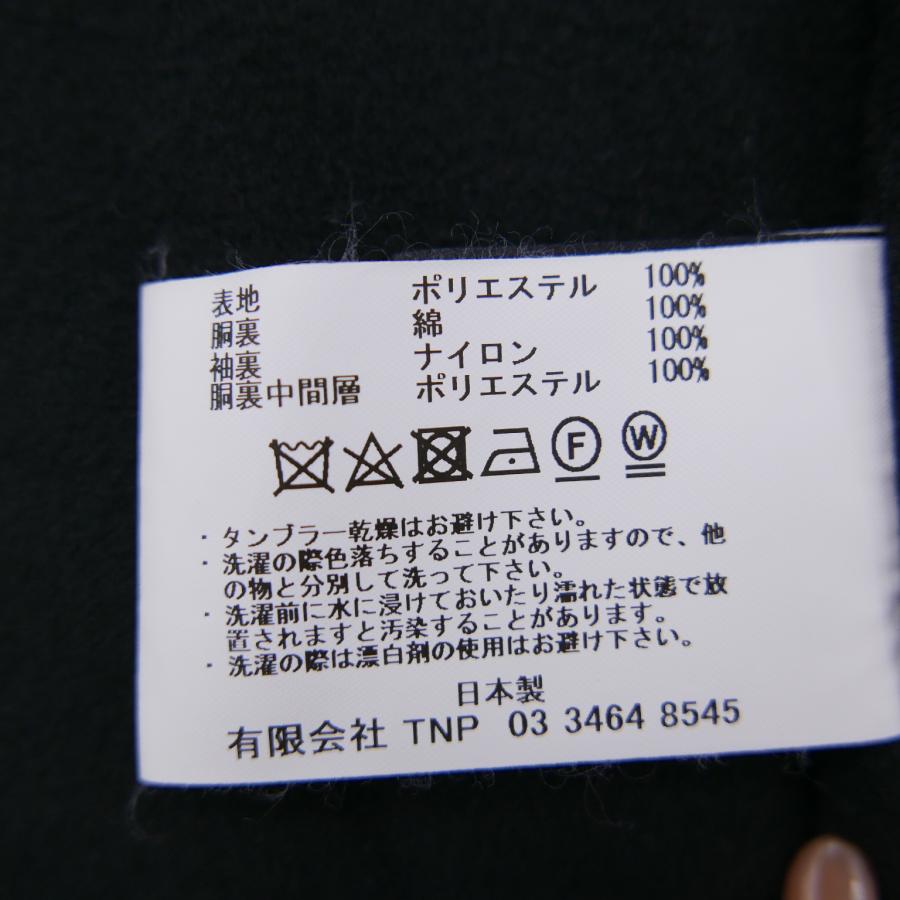 表地 ポリエステル 100%
胴裏 綿 100%
袖裏 ナイロン 100%
胴裏中間層 ポリエステル 100%
F W
・タンブラー乾燥はお避け下さい。
・洗濯の際色落ちすることがありますので、他
の物と分別して洗って下さい。
・洗濯前に水に浸けておいたり濡れた状態で放
置されますと汚染することがあります。
・洗濯の際は漂白剤の使用はお避け下さい。
日本製
有限会社 TNP 03 3464 8545